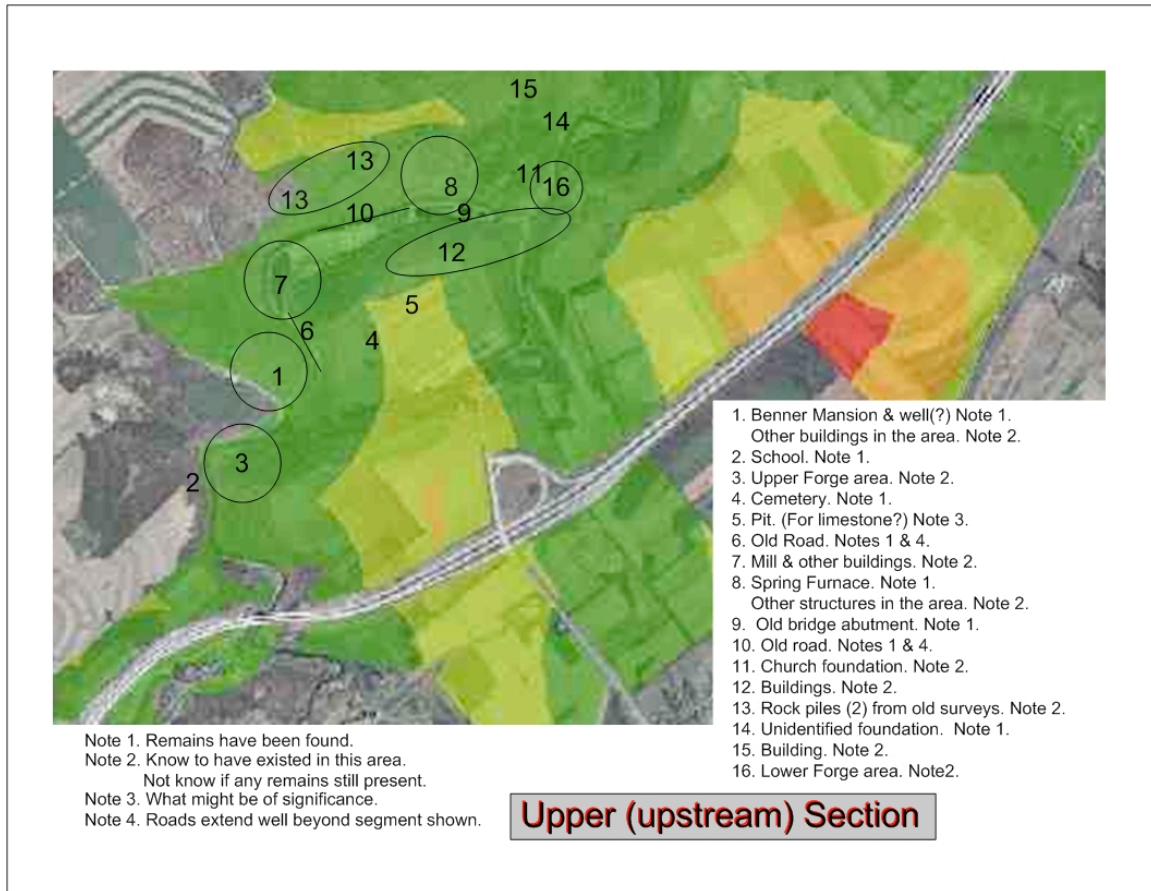 15
14
13
11
8
16
13
10
9
12
7
5
6
4
1
3
2
1. Benner Mansion & well(?) Note 1.
Other buildings in the area. Note 2.
2. School. Note 1.
3. Upper Forge area. Note 2.
4. Cemetery. Note 1.
5. Pit. (For limestone?) Note 3.
6. Old Road. Notes 1 & 4.
7. Mill & other buildings. Note 2.
8. Spring Furnace. Note 1.
Other structures in the area. Note 2.
9. Old bridge abutment. Note 1.
10. Old road. Notes 1 & 4.
11. Church foundation. Note 2.
12. Buildings. Note 2.
13. Rock piles (2) from old surveys. Note 2.
14. Unidentified foundation. Note 1.
15. Building. Note 2.
16. Lower Forge area. Note2.
Note 1. Remains have been found.
Note 2. Know to have existed in this area.
Not know if any remains still present.
Note 3. What might be of significance.
Note 4. Roads extend well beyond segment shown.
Upper (upstream) Section